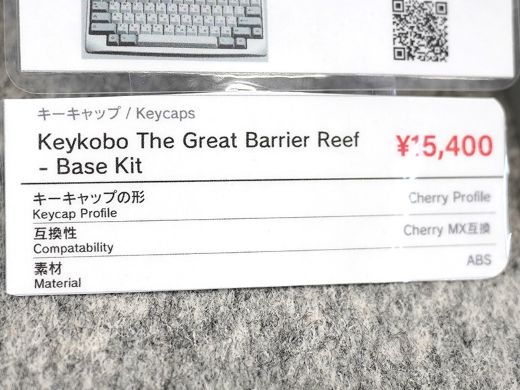 キーキャップ / Keycaps
Keykobo The Great Barrier Reef
- Base Kit
¥15,400
キーキャップの形
Keycap Profile
Cherry Profile
互換性
Compatability
Cherry MX互換
素材
Material
ABS